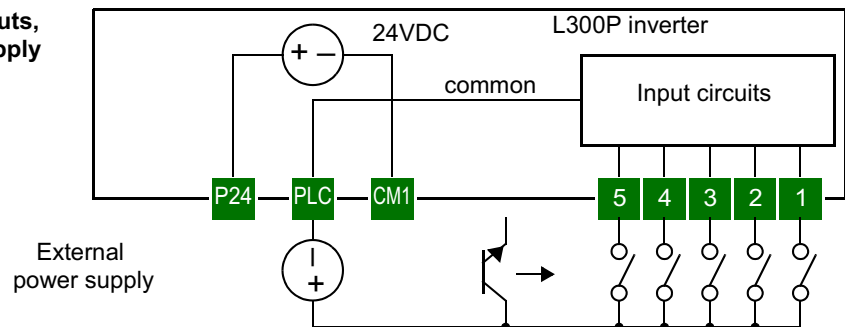 uts,
pply
24VDC
L300P inverter
+ –
common
Input circuits
P24 PLC CM1 5 4 3 2 1
External
power supply
–
+